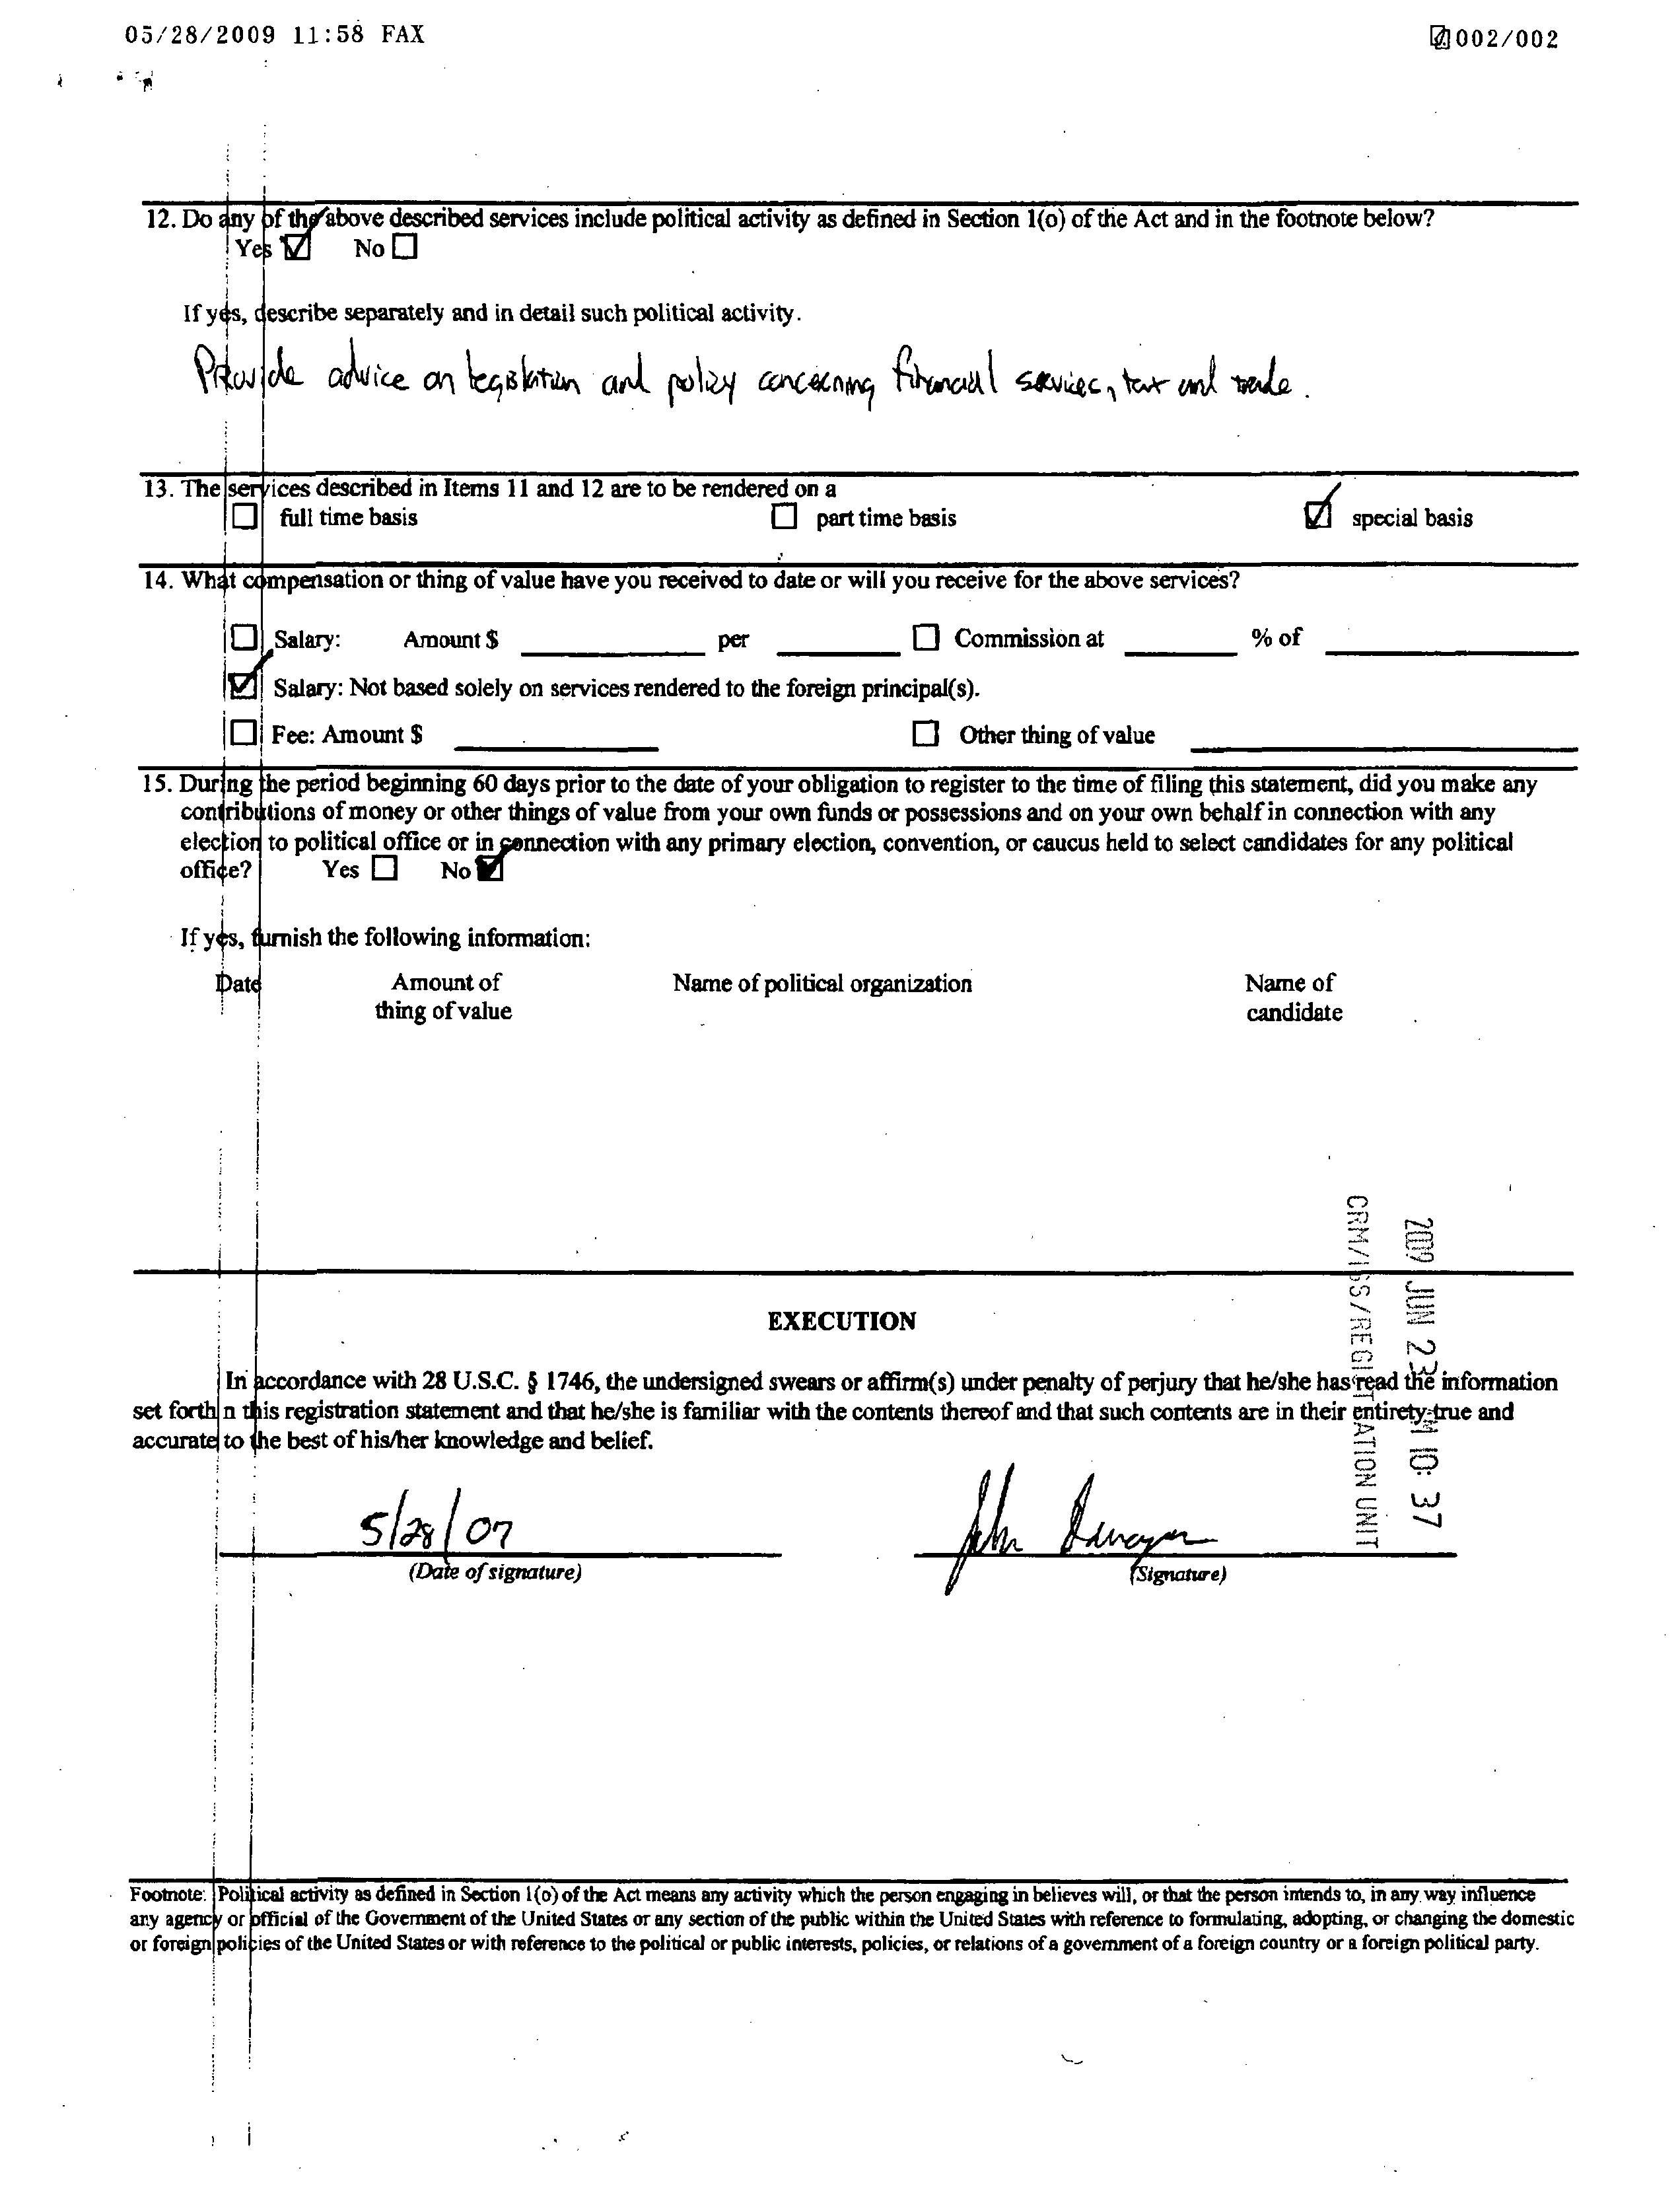 05/28/2009 11:58 FAX
002/002
12. Do any of the above described services include political activity as defined in Section 1(o) of the Act and in the footnote below?
Yes No
If yes, describe separately and in detail such political activity.
Provide advice on legislation and policy concerning financial services, tax and trade.
13. The services described in Items 11 and 12 are to be rendered on a
full time basis part time basis special basis
14. What compensation or thing of value have you received to date or will you receive for the above services?
Salary: Amount $ per Commission at % of
Salary: Not based solely on services rendered to the foreign principal(s).
Fee: Amount $ Other thing of value
15. During the period beginning 60 days prior to the date of your obligation to register to the time of filing this statement, did you make any
contributions of money or other things of value from your own funds or possessions and on your own behalf in connection with any
election to political office or in connection with any primary election, convention, or caucus held to select candidates for any political
office? Yes No
If yes, furnish the following information:
Date Amount of Name of political organization Name of
thing of value candidate
2009 JUN 23 10: 37
CRM/ISS/REGISTRATION UNIT
EXECUTION
In accordance with 28 U.S.C. § 1746, the undersigned swears or affirm(s) under penalty of perjury that he/she has read the information
set forth in this registration statement and that he/she is familiar with the contents thereof and that such contents are in their entirety true and
accurate to the best of his/her knowledge and belief.
5/28/09 John
(Date of signature) (Signature)
Footnote: Political activity as defined in Section 1(o) of the Act means any activity which the person engaging in believes will, or that the person intends to, in any way influence
any agency or official of the Government of the United States or any section of the public within the United States with reference to formulating, adopting, or changing the domestic
or foreign policies of the United States or with reference to the political or public interests, policies, or relations of a government of a foreign country or a foreign political party.